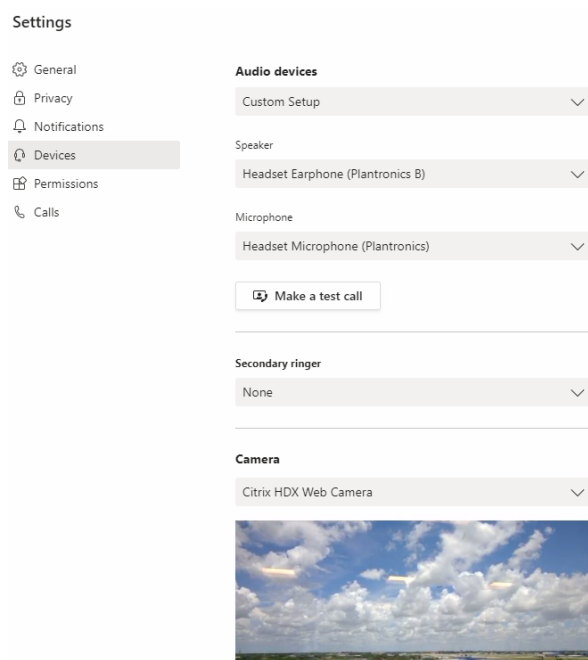 Settings
General
Privacy
Notifications
Devices
Permissions
Calls
Audio devices
Custom Setup
Speaker
Headset Earphone (Plantronics B)
Microphone
Headset Microphone (Plantronics)
Make a test call
Secondary ringer
None
Camera
Citrix HDX Web Camera